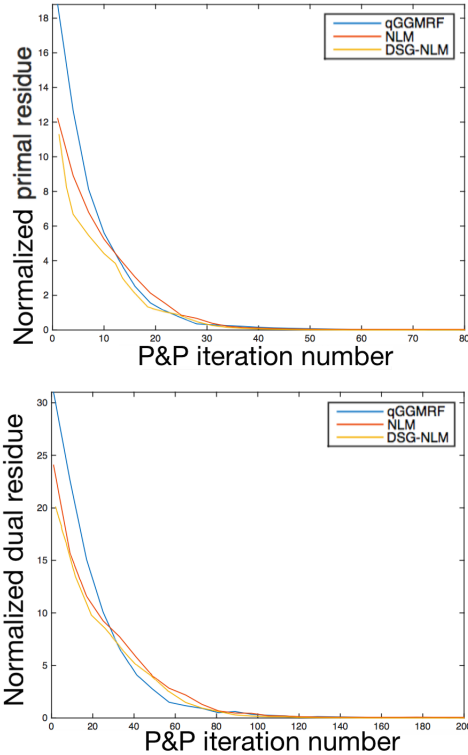 Normalized primal residue
18
16
14
12
10
8
6
4
2
0
qGGMRF
NLM
DSG-NLM
0 10 20 30 40 50 60 70 80
P&P iteration number
Normalized dual residue
30
25
20
15
10
5
0
qGGMRF
NLM
DSG-NLM
0 20 40 60 80 100 120 140 160 180 200
P&P iteration number